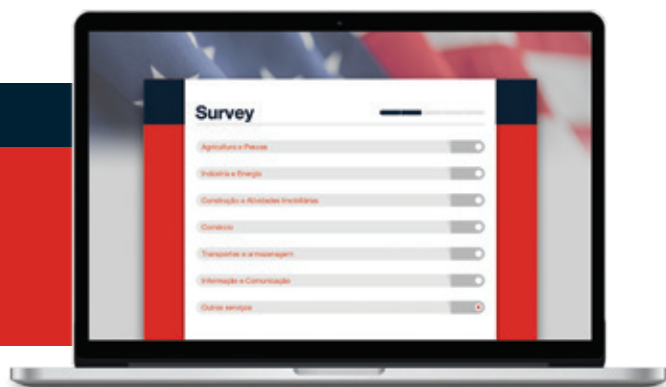 Survey
Agricultura e Pescas
Indústria e Energia
Construção e Atividades Imobiliárias
Comércio
Transportes e armazenagem
Informação e Comunicação
Outros serviços